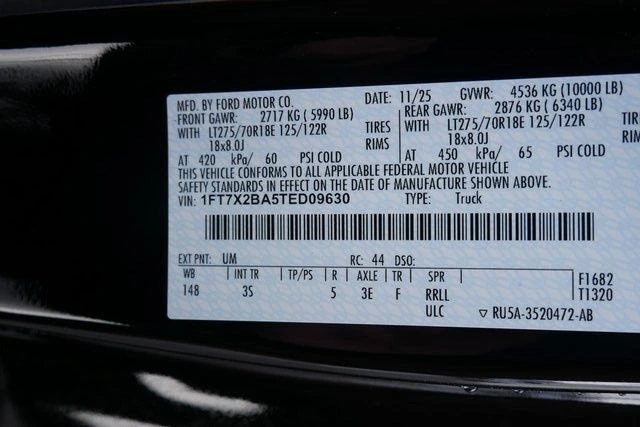 MFD. BY FORD MOTOR CO. DATE: 11/25 GVWR: 4536 KG (10000 LB)
FRONT GAWR: 2717 KG ( 5990 LB) REAR GAWR: 2876 KG ( 6340 LB)
WITH LT275/70R18E 125/122R TIRES WITH LT275/70R18E 125/122R TIRES
18x8.0J RIMS 18x8.0J RIMS
AT 420 kPa/ 60 PSI COLD AT 450 kPa/ 65 PSI COLD
THIS VEHICLE CONFORMS TO ALL APPLICABLE FEDERAL MOTOR VEHICLE
SAFETY STANDARDS IN EFFECT ON THE DATE OF MANUFACTURE SHOWN ABOVE.
VIN: 1FT7X2BA5TED09630 TYPE: Truck
EXT PNT: UM RC: 44 DSO:
WB | INT TR | TP/PS | R | AXLE | TR | SPR F1682
148 3S 5 3E F RRLL T1320
ULC ▽ RU5A-3520472-AB